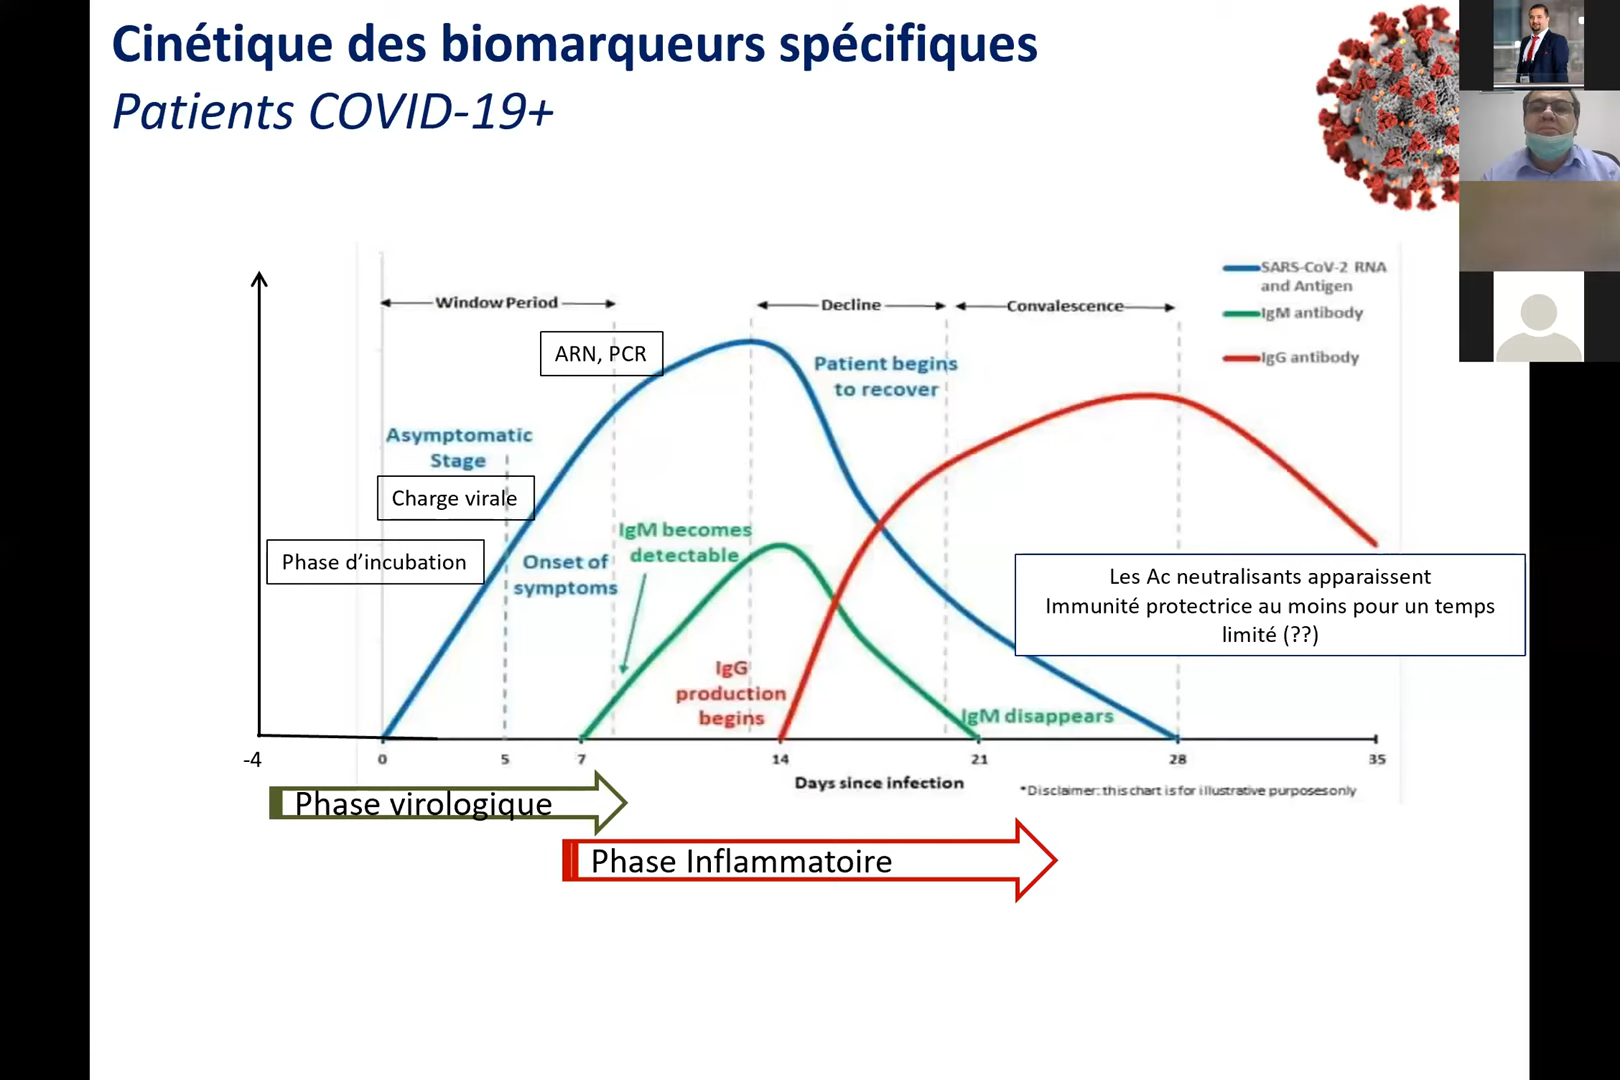 Cinétique des biomarqueurs spécifiques
Patients COVID-19+
SARS-CoV-2 RNA
and Antigen
IgM antibody
IgG antibody
Window Period
Decline
Convalescence
ARN, PCR
Patient begins
to recover
Asymptomatic
Stage
Charge virale
Phase d’incubation
Onset of
symptoms
IgM becomes
detectable
Les Ac neutralisants apparaissent
Immunité protectrice au moins pour un temps
limité (??)
IgG
production
begins
IgM disappears
-4 0 5 7 14 21 28 35
Days since infection
*Disclaimer: this chart is for illustrative purposes only
Phase virologique
Phase Inflammatoire